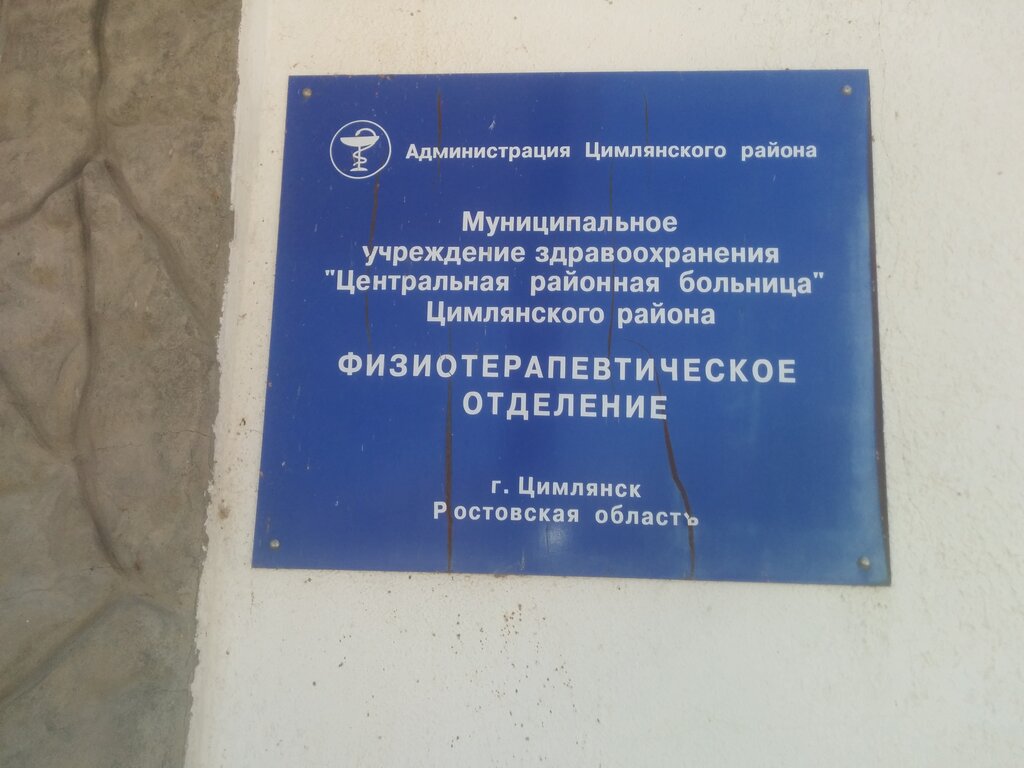 Администрация Цимлянского района
Муниципальное
учреждение здравоохранения
"Центральная районная больница"
Цимлянского района
ФИЗИОТЕРАПЕВТИЧЕСКОЕ
ОТДЕЛЕНИЕ
г. Цимлянск
Ростовская область